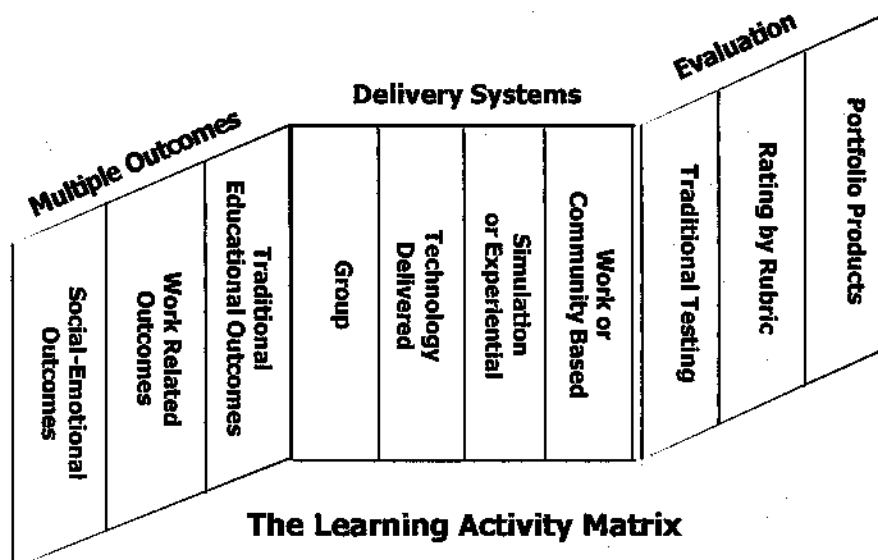 Multiple Outcomes
Social-Emotional
Outcomes
Work Related
Outcomes
Traditional
Educational Outcomes
Delivery Systems
Group
Technology
Delivered
Simulation
or Experiential
Work or
Community Based
Evaluation
Traditional Testing
Rating by Rubric
Portfolio Products
The Learning Activity Matrix